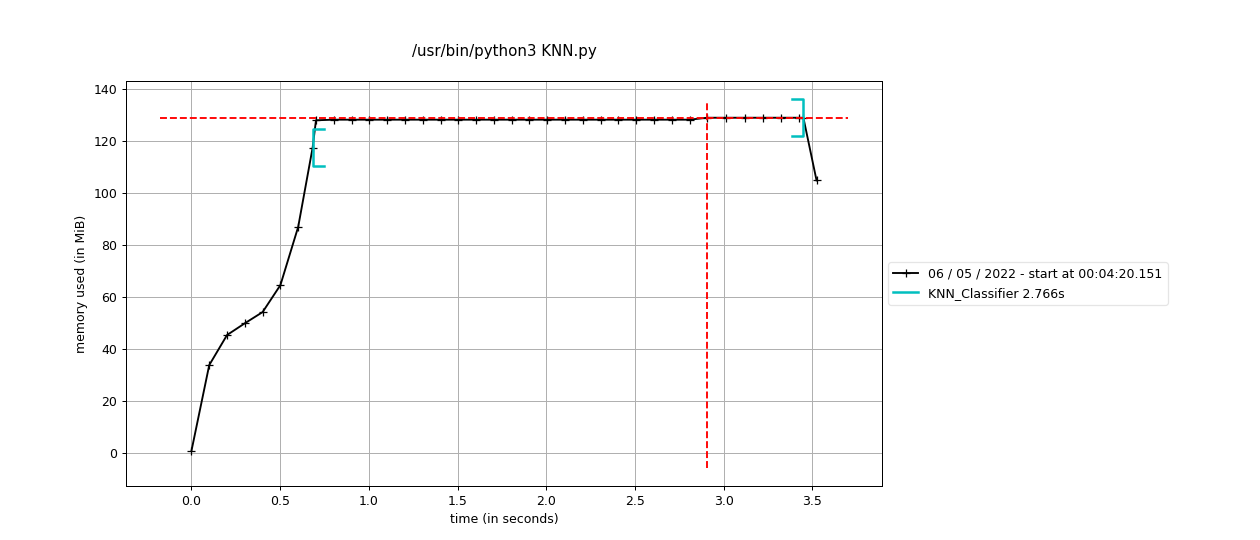 /usr/bin/python3 KNN.py
140
120
100
80
60
40
20
0
memory used (in MiB)
0.0 0.5 1.0 1.5 2.0 2.5 3.0 3.5
time (in seconds)
06 / 05 / 2022 - start at 00:04:20.151
KNN_Classifier 2.766s